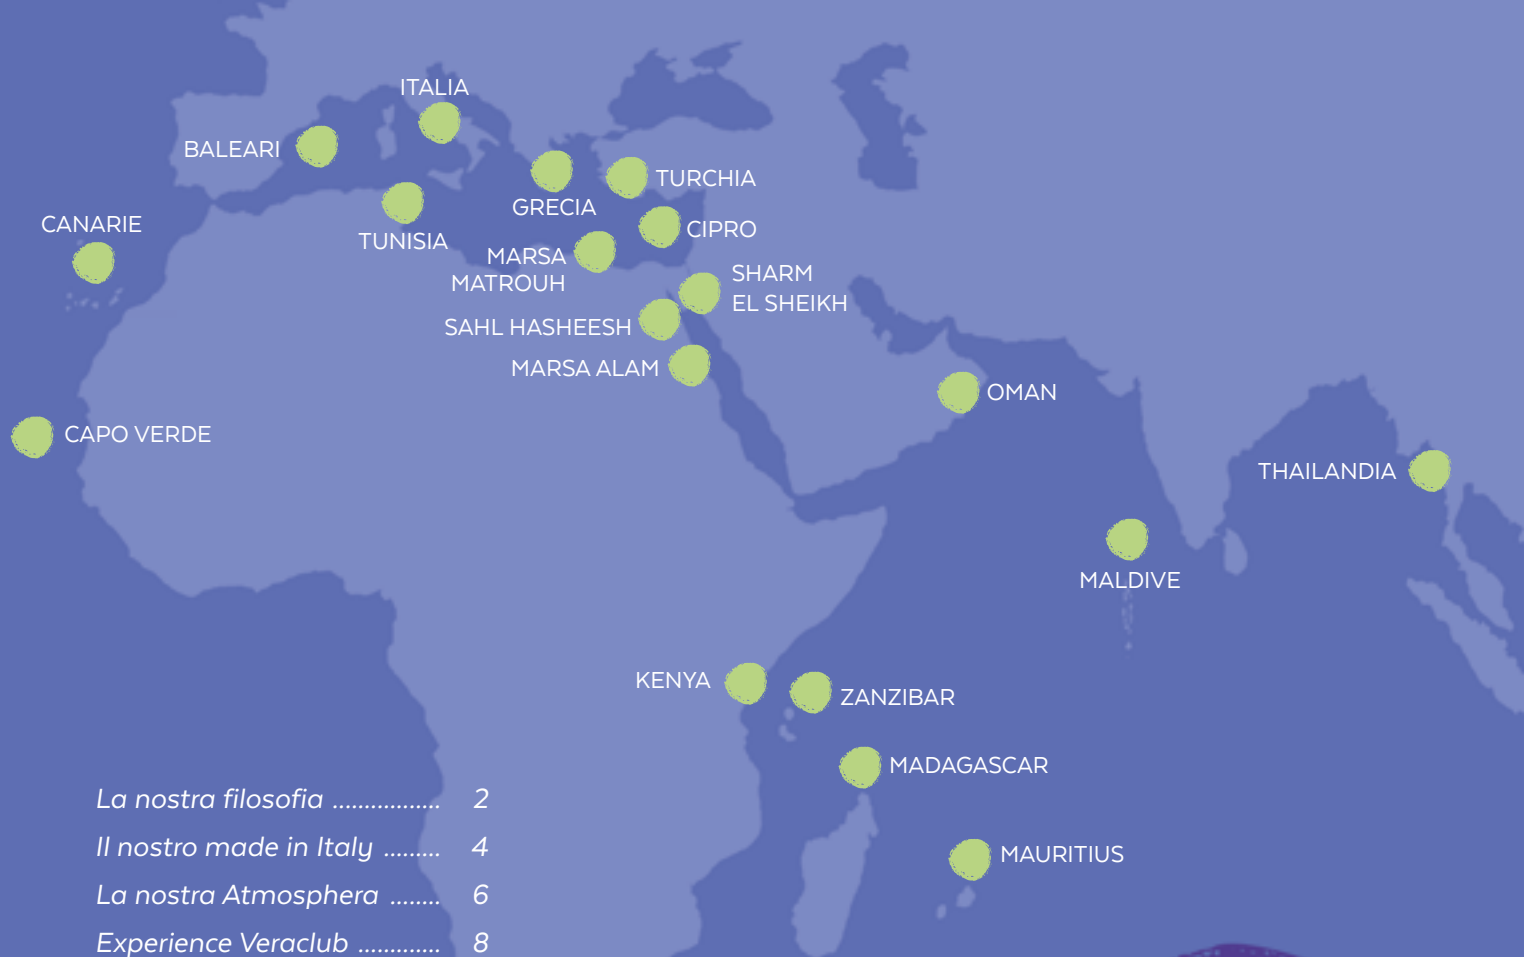 ITALIA
BALEARI
TURCHIA
GRECIA
CANARIE
CIPRO
TUNISIA
MARSA
MATROUH
SHARM
EL SHEIKH
SAHL HASHEESH
MARSA ALAM
OMAN
CAPO VERDE
THAILANDIA
MALDIVE
KENYA
ZANZIBAR
MADAGASCAR
MAURITIUS
La nostra filosofia ................. 2
Il nostro made in Italy ......... 4
La nostra Atmosphera ........ 6
Experience Veraclub ............. 8